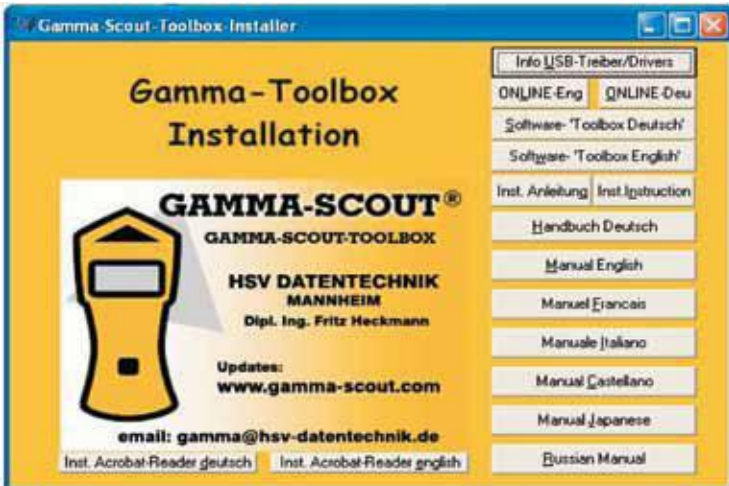 Gamma-Scout-Toolbox-Installer
Gamma-Toolbox
Installation
GAMMA-SCOUT®
GAMMA-SCOUT-TOOLBOX
HSV DATENTECHNIK
MANNHEIM
Dipl. Ing. Fritz Heckmann
Updates:
www.gamma-scout.com
email: gamma@hsv-datentechnik.de
Inst. Acrobat-Reader deutsch Inst. Acrobat-Reader english
Info USB-Treiber/Drivers
ONLINE-Eng ONLINE-Deu
Software- 'Toolbox Deutsch'
Software- 'Toolbox English'
Inst. Anleitung Inst.Instruction
Handbuch Deutsch
Manual English
Manuel Francais
Manuale Italiano
Manual Castellano
Manual Japanese
Russian Manual